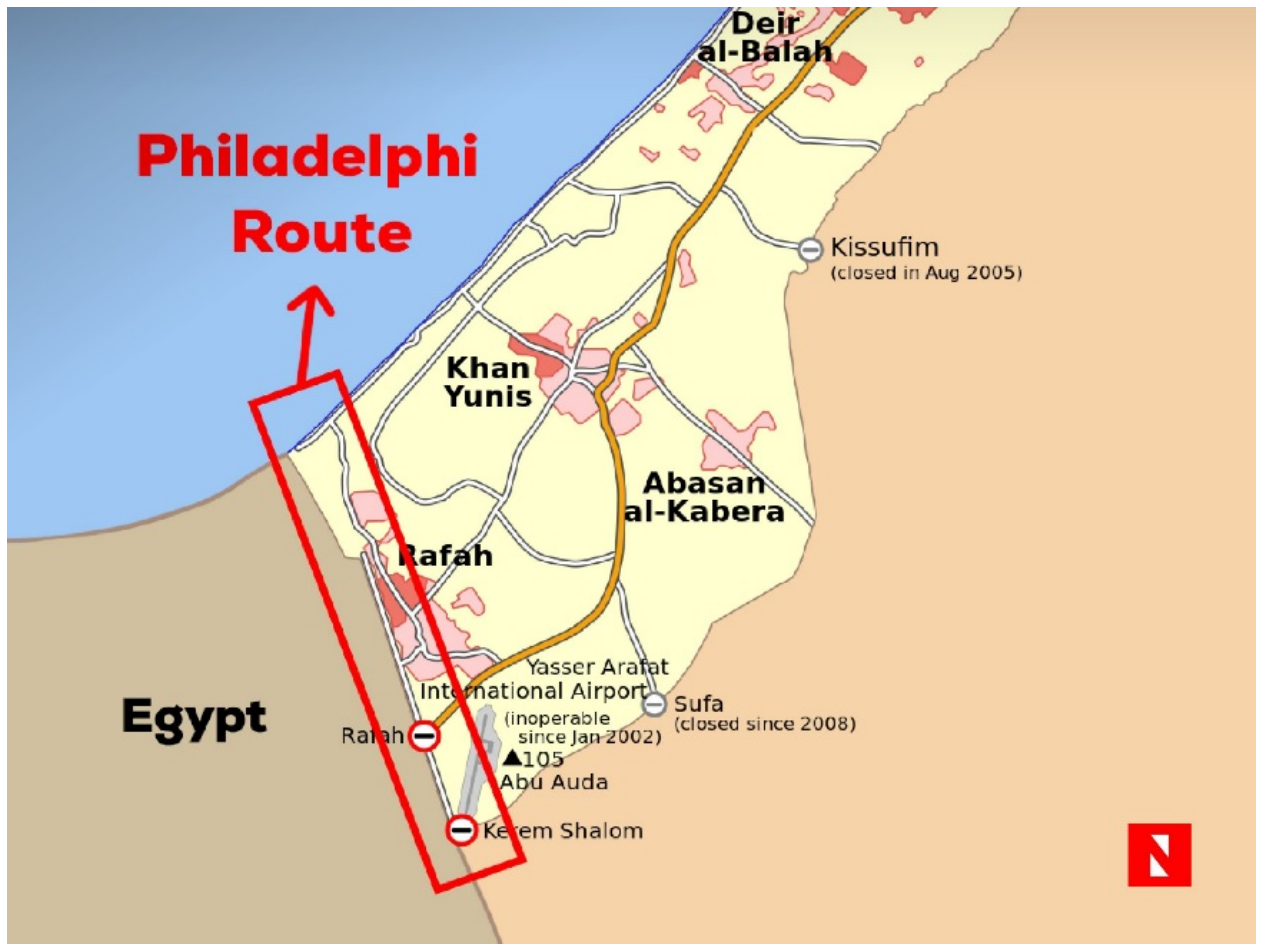 Deir
al-Balah
Philadelphi
Route
Kissufim
(closed in Aug 2005)
Khan
Yunis
Abasan
al-Kabera
Rafah
Yasser Arafat
International Airport
(inoperable
since Jan 2002)
Sufa
(closed since 2008)
Egypt
Rafah
105
Abu Auda
Kerem Shalom
N